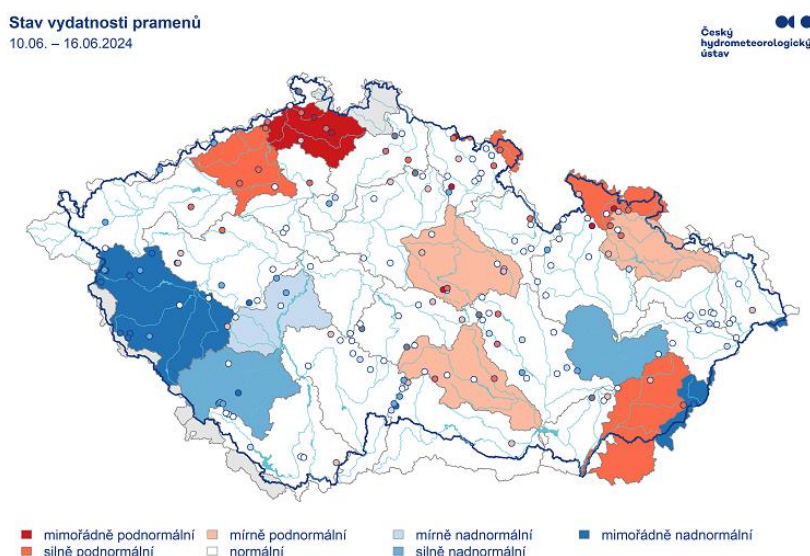 Stav vydatnosti pramenů
10.06. – 16.06.2024
Český
hydrometeorologický
ústav
mimořádně podnormální
mírně podnormální
mírně nadnormální
mimořádně nadnormální
silně podnormální
normální
silně nadnormální